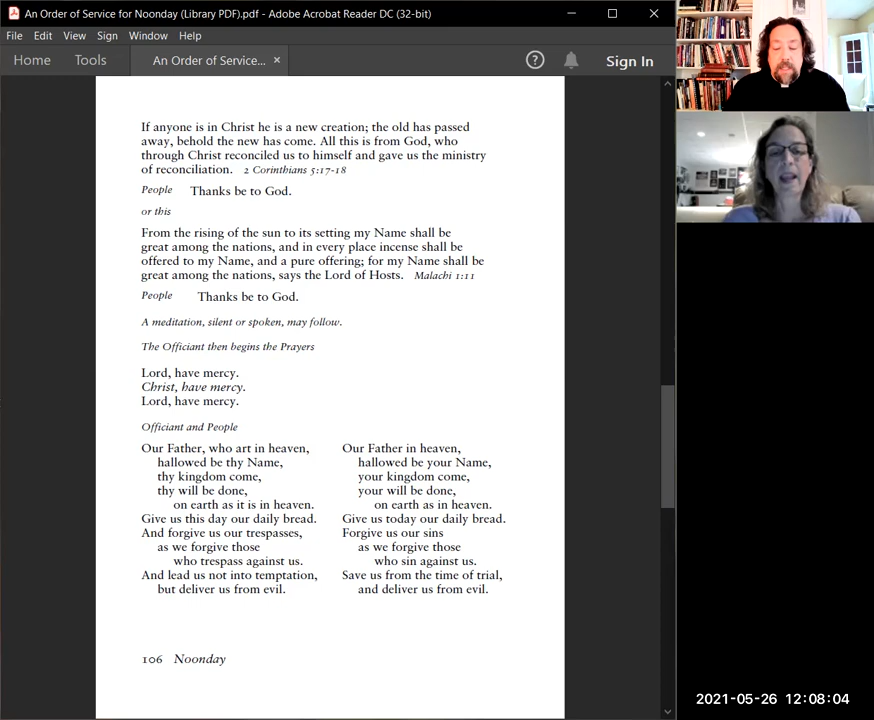 An Order of Service for Noonday (Library PDF).pdf - Adobe Acrobat Reader DC (32-bit)
File Edit View Sign Window Help
Home Tools An Order of Service... × ? Sign In
If anyone is in Christ he is a new creation; the old has passed
away, behold the new has come. All this is from God, who
through Christ reconciled us to himself and gave us the ministry
of reconciliation. 2 Corinthians 5:17-18
People Thanks be to God.
or this
From the rising of the sun to its setting my Name shall be
great among the nations, and in every place incense shall be
offered to my Name, and a pure offering; for my Name shall be
great among the nations, says the Lord of Hosts. Malachi 1:11
People Thanks be to God.
A meditation, silent or spoken, may follow.
The Officiant then begins the Prayers
Lord, have mercy.
Christ, have mercy.
Lord, have mercy.
Officiant and People
Our Father, who art in heaven,
hallowed be thy Name,
thy kingdom come,
thy will be done,
on earth as it is in heaven.
Give us this day our daily bread.
And forgive us our trespasses,
as we forgive those
who trespass against us.
And lead us not into temptation,
but deliver us from evil.
Our Father in heaven,
hallowed be your Name,
your kingdom come,
your will be done,
on earth as in heaven.
Give us today our daily bread.
Forgive us our sins
as we forgive those
who sin against us.
Save us from the time of trial,
and deliver us from evil.
106 Noonday
2021-05-26 12:08:04